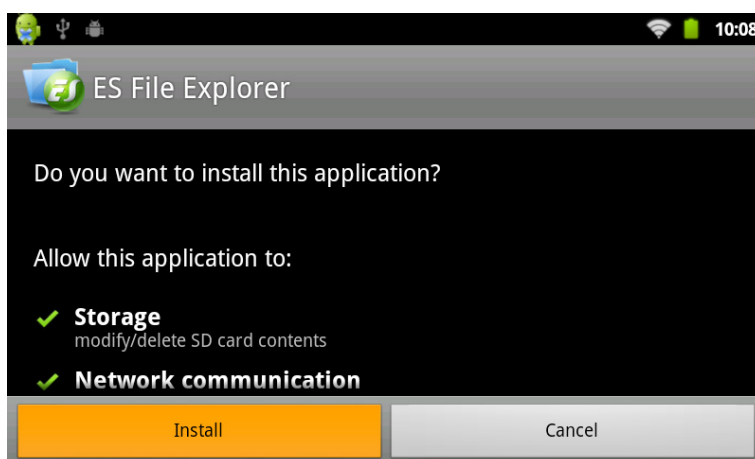 10:08
ES File Explorer
Do you want to install this application?
Allow this application to:
Storage
modify/delete SD card contents
Network communication
Install
Cancel